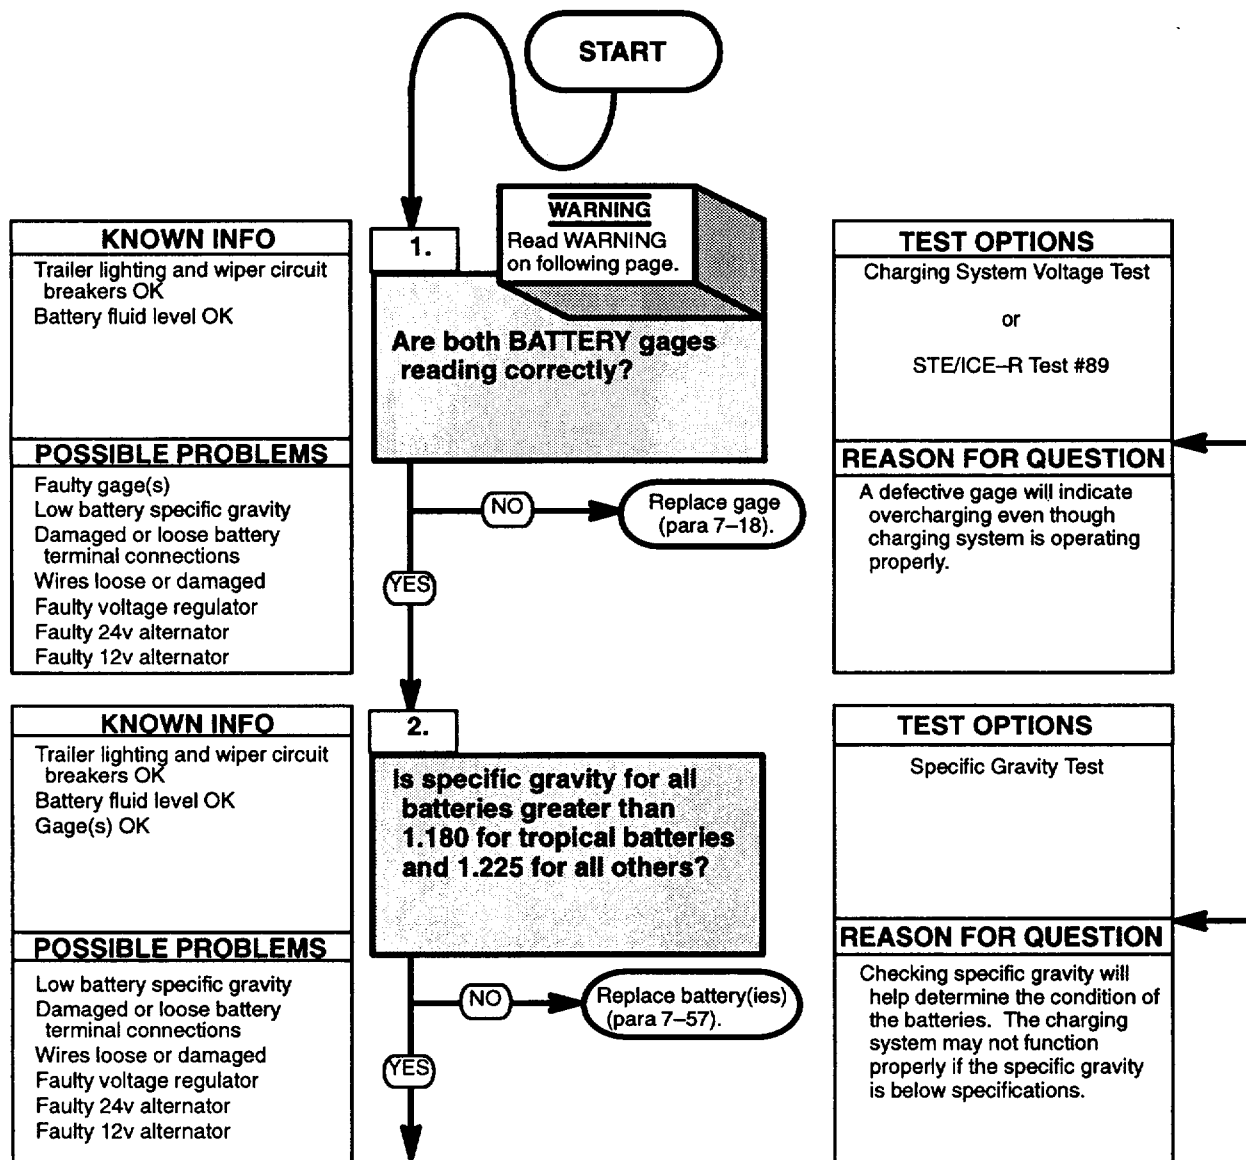 START
WARNING
Read WARNING
on following page.
KNOWN INFO
Trailer lighting and wiper circuit
breakers OK
Battery fluid level OK
POSSIBLE PROBLEMS
Faulty gage(s)
Low battery specific gravity
Damaged or loose battery
terminal connections
Wires loose or damaged
Faulty voltage regulator
Faulty 24v alternator
Faulty 12v alternator
1.
Are both BATTERY gages
reading correctly?
NO
Replace gage
(para 7–18).
YES
TEST OPTIONS
Charging System Voltage Test
or
STE/ICE–R Test #89
REASON FOR QUESTION
A defective gage will indicate
overcharging even though
charging system is operating
properly.
KNOWN INFO
Trailer lighting and wiper circuit
breakers OK
Battery fluid level OK
Gage(s) OK
POSSIBLE PROBLEMS
Low battery specific gravity
Damaged or loose battery
terminal connections
Wires loose or damaged
Faulty voltage regulator
Faulty 24v alternator
Faulty 12v alternator
2.
Is specific gravity for all
batteries greater than
1.180 for tropical batteries
and 1.225 for all others?
NO
Replace battery(ies)
(para 7–57).
YES
TEST OPTIONS
Specific Gravity Test
REASON FOR QUESTION
Checking specific gravity will
help determine the condition of
the batteries. The charging
system may not function
properly if the specific gravity
is below specifications.